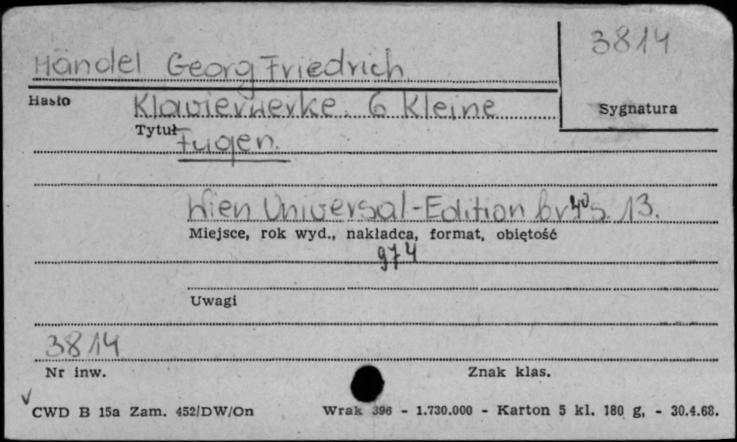 3814
Händel Georg Friedrich
Hasło Klavierwerke. 6 Kleine Sygnatura
Tytuł Fugen.
Wien Universal-Edition br 4° s. 13.
Miejsce, rok wyd., nakładca, format, objętość
974
Uwagi
3814
Nr inw. Znak klas.
CWD B 15a Zam. 452/DW/On Wrak 396 - 1.730.000 - Karton 5 kl. 180 g, - 30.4.68.